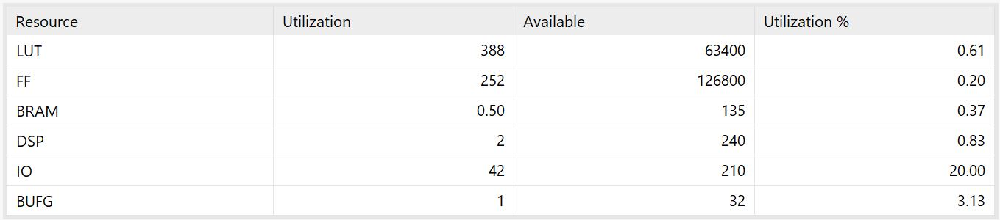 Resource Utilization Available Utilization %
LUT 388 63400 0.61
FF 252 126800 0.20
BRAM 0.50 135 0.37
DSP 2 240 0.83
IO 42 210 20.00
BUFG 1 32 3.13